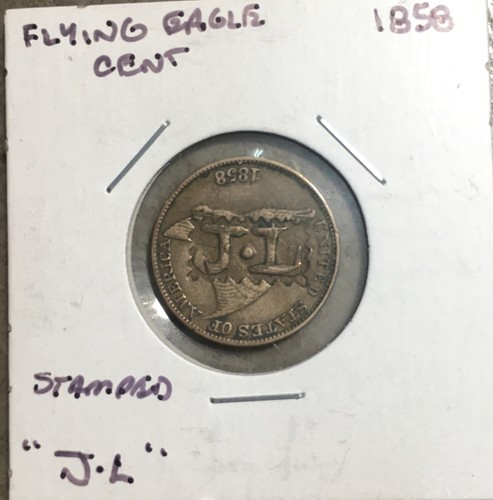 FLYING EAGLE
CENT
1858
UNITED STATES OF AMERICA
J.L
1858
STAMPED
"J.L"